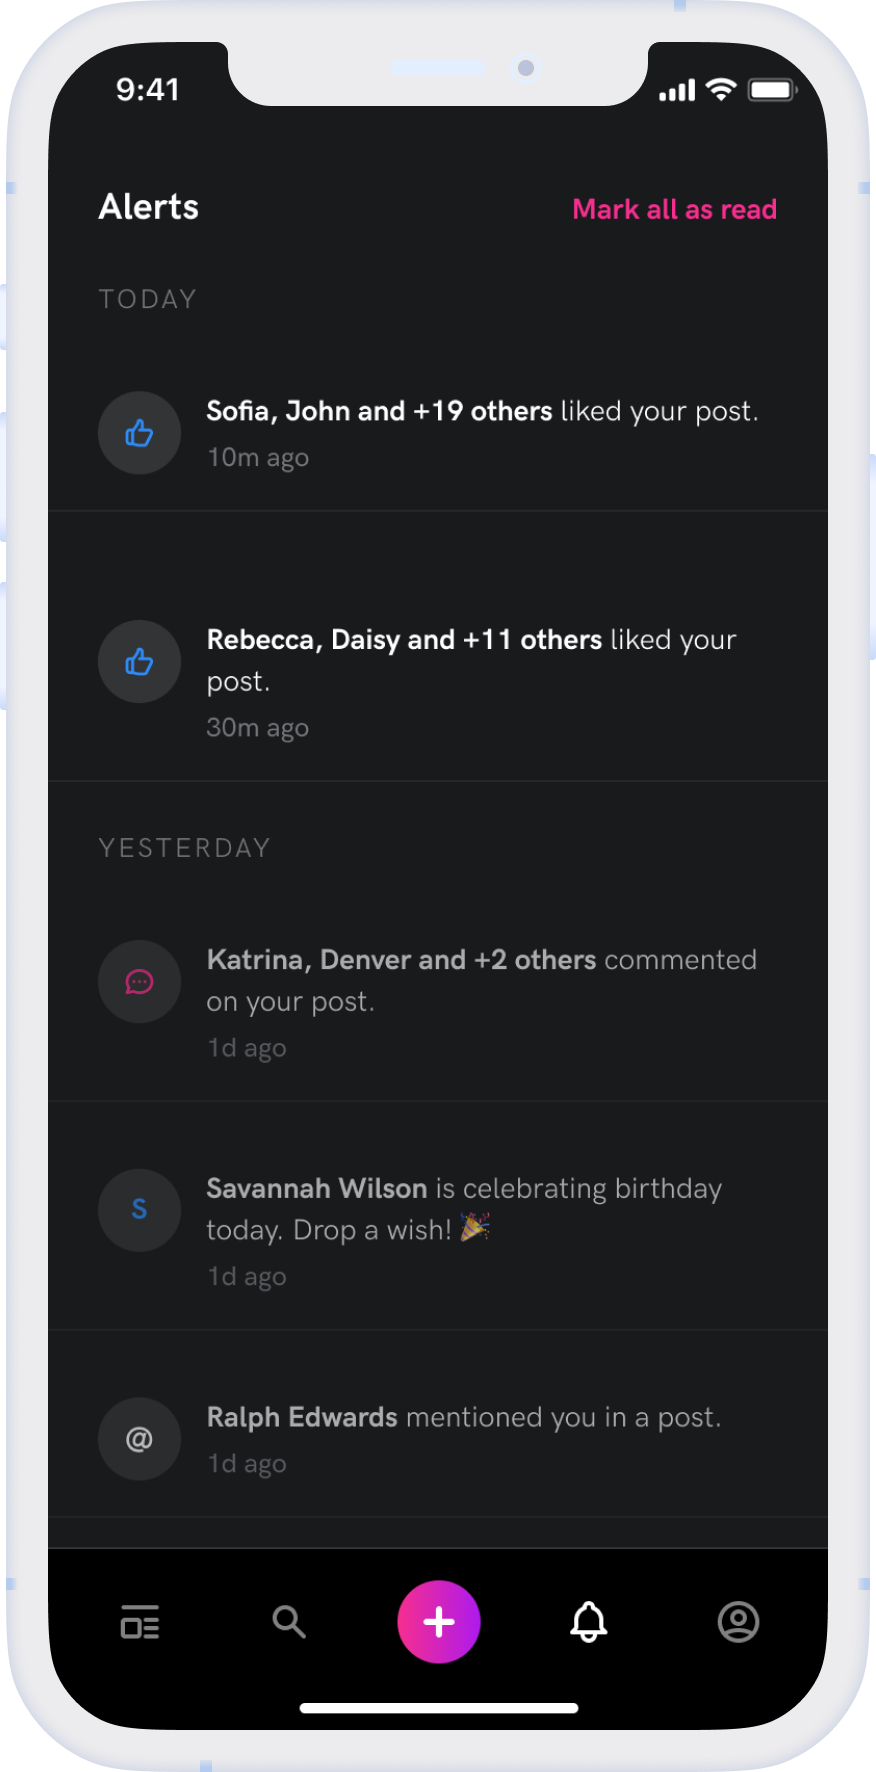 9:41
Alerts
Mark all as read
TODAY
Sofia, John and +19 others liked your post.
10m ago
Rebecca, Daisy and +11 others liked your
post.
30m ago
YESTERDAY
Katrina, Denver and +2 others commented
on your post.
1d ago
S
Savannah Wilson is celebrating birthday
today. Drop a wish! 🎉
1d ago
@
Ralph Edwards mentioned you in a post.
1d ago